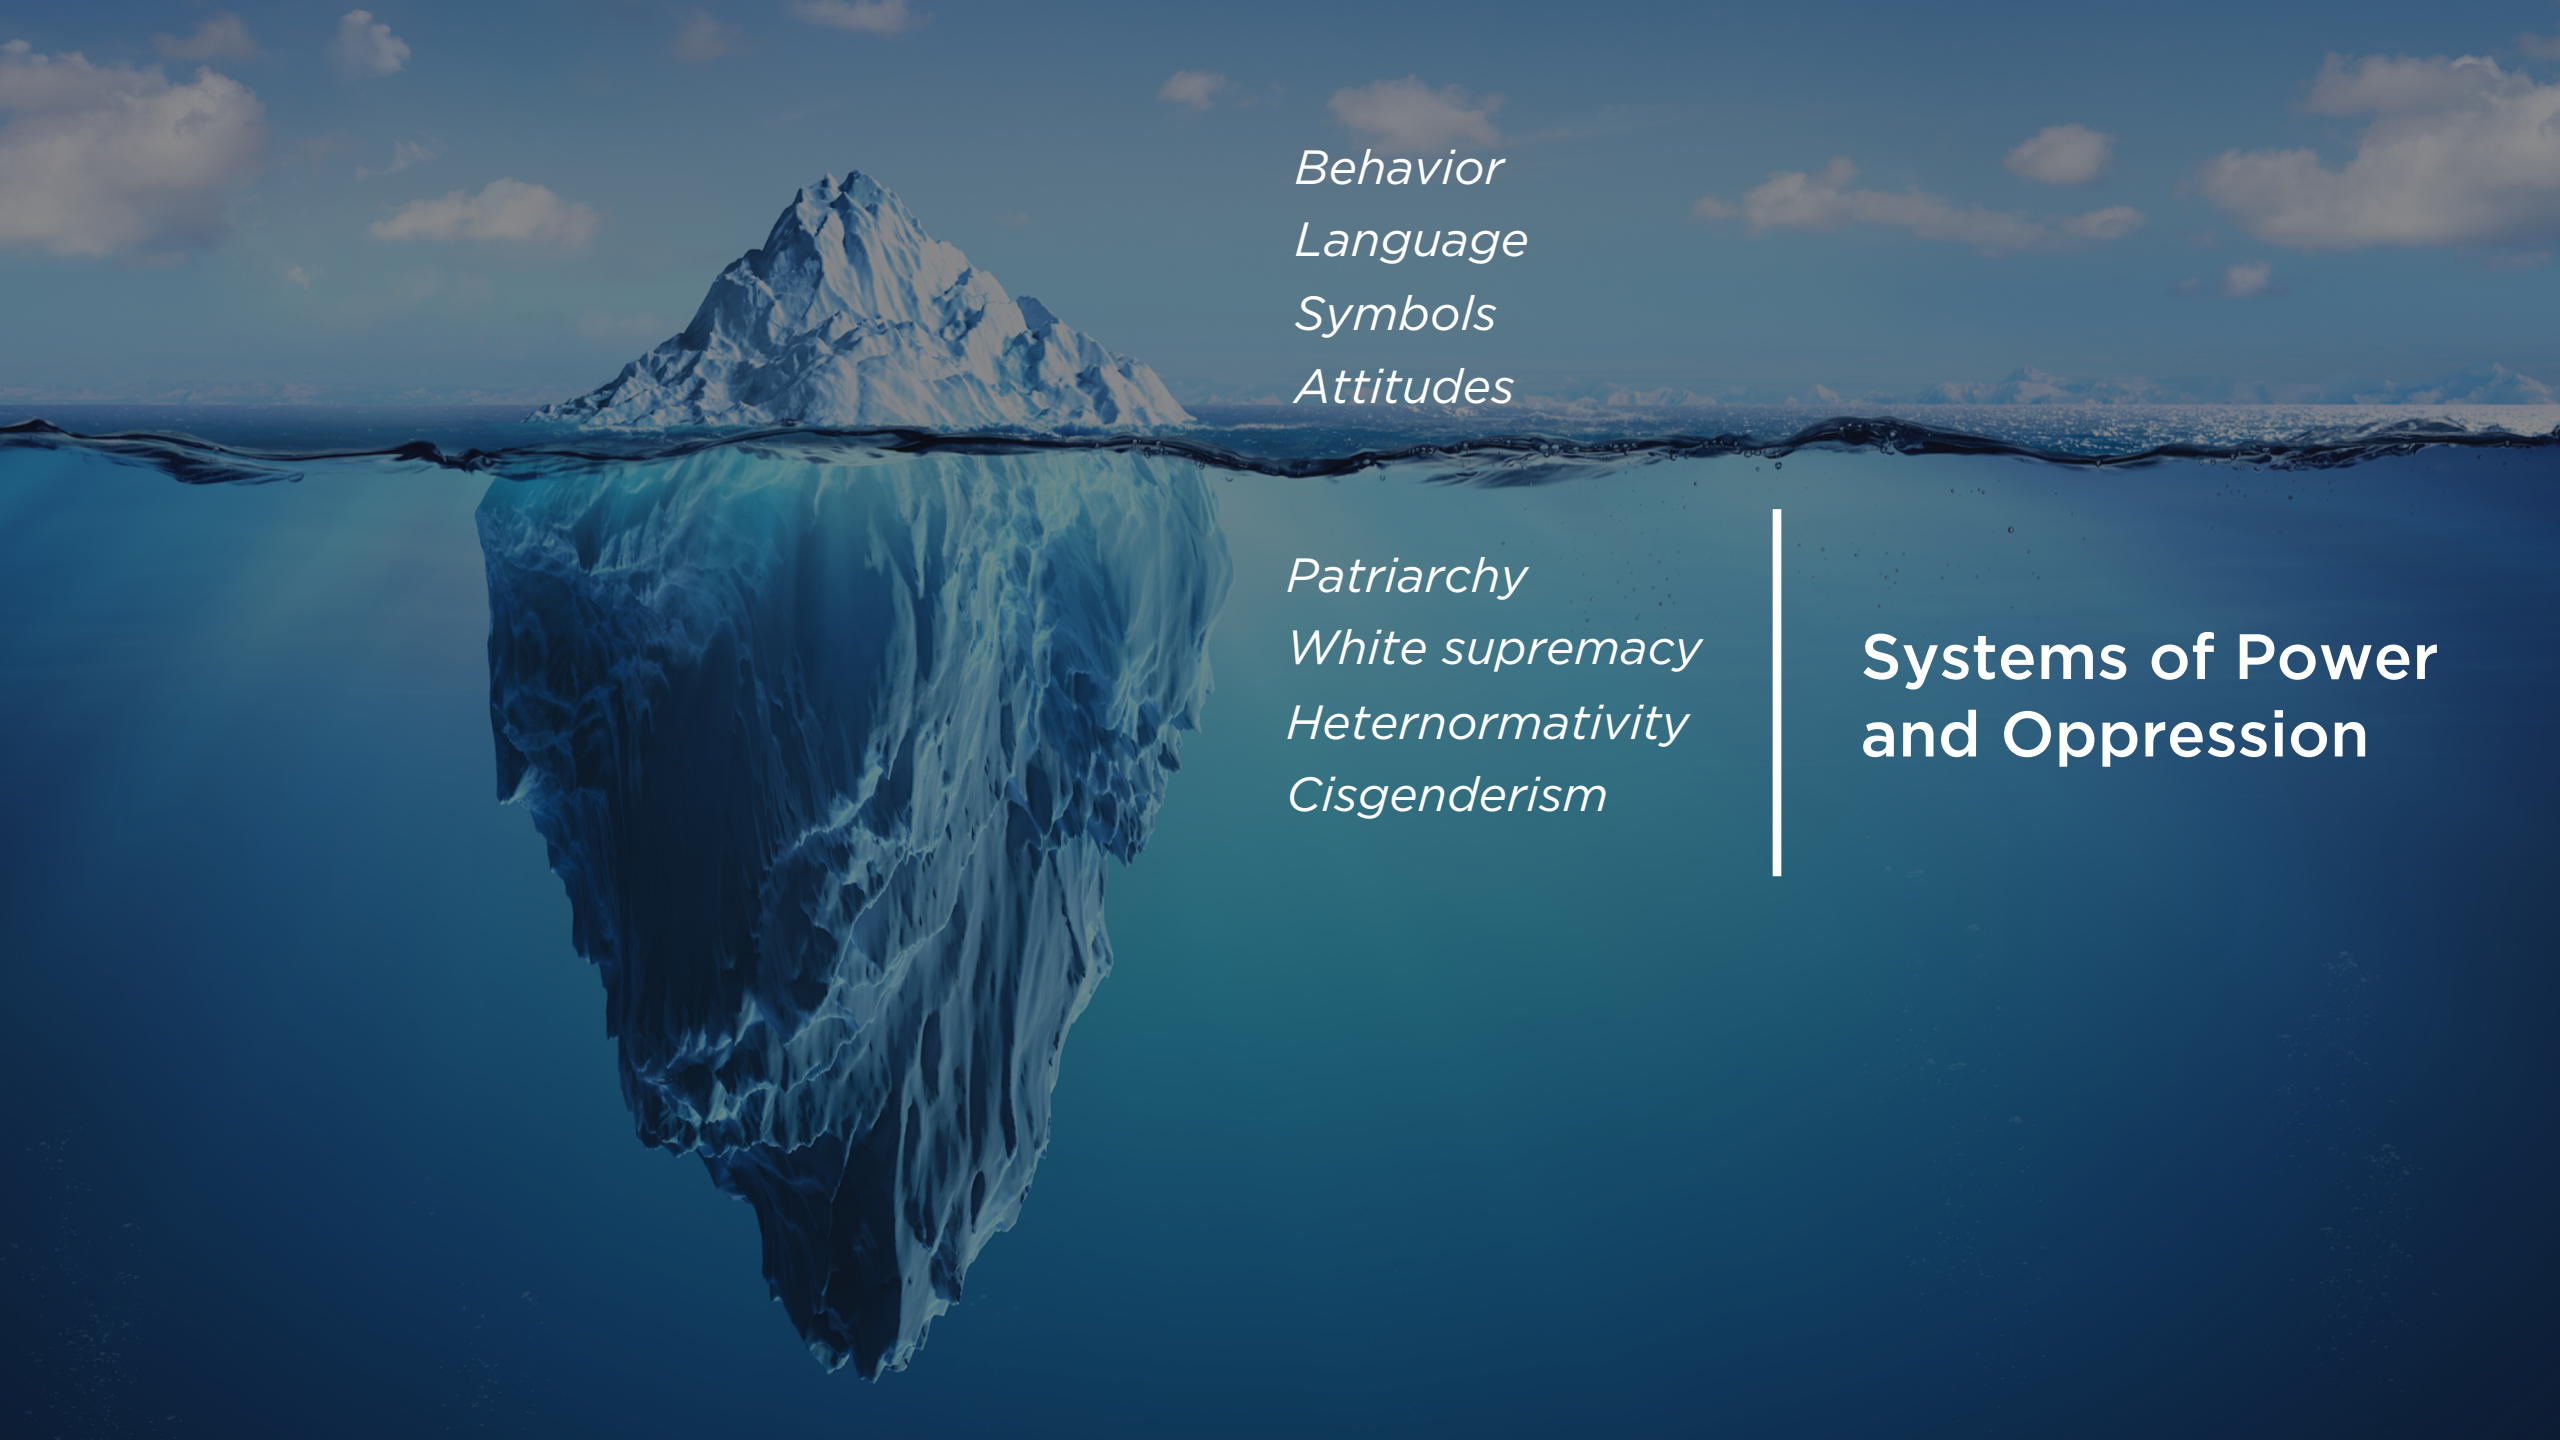 Behavior
Language
Symbols
Attitudes
Patriarchy
White supremacy
Heternormativity
Cisgenderism
Systems of Power
and Oppression